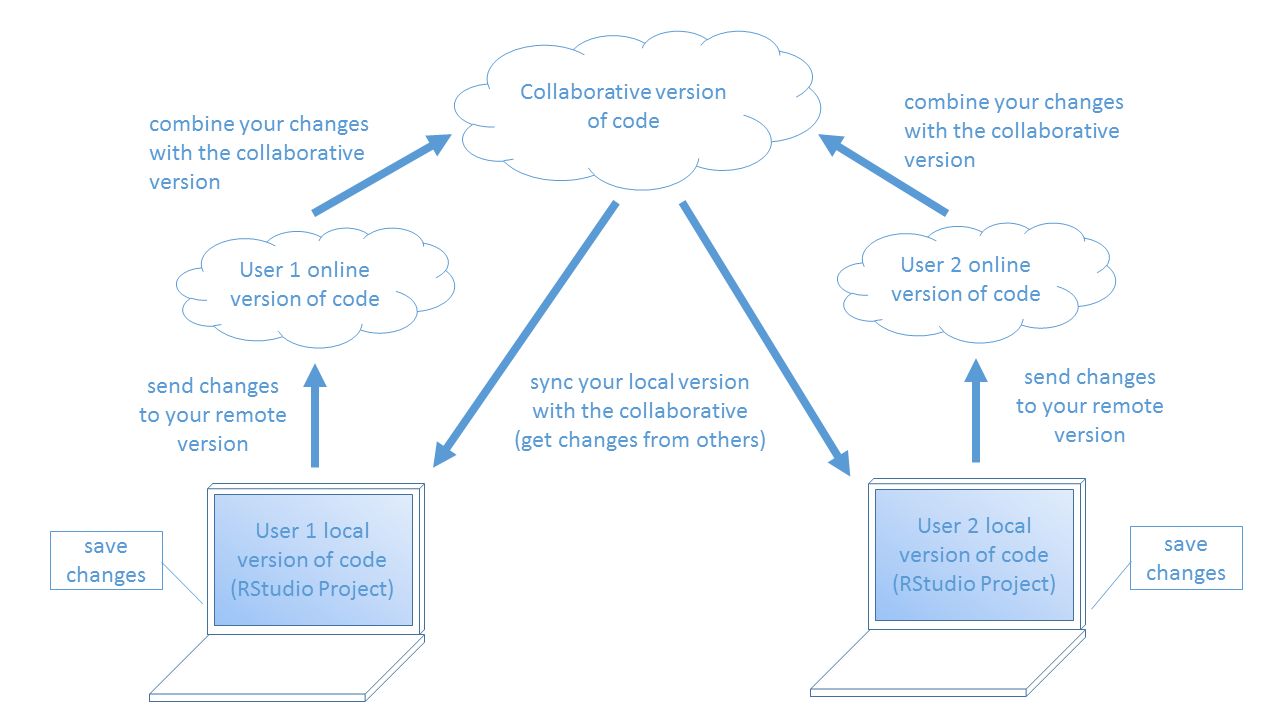 Collaborative version
of code
combine your changes
with the collaborative
version
combine your changes
with the collaborative
version
User 1 online
version of code
User 2 online
version of code
send changes
to your remote
version
sync your local version
with the collaborative
(get changes from others)
send changes
to your remote
version
save
changes
User 1 local
version of code
(RStudio Project)
User 2 local
version of code
(RStudio Project)
save
changes